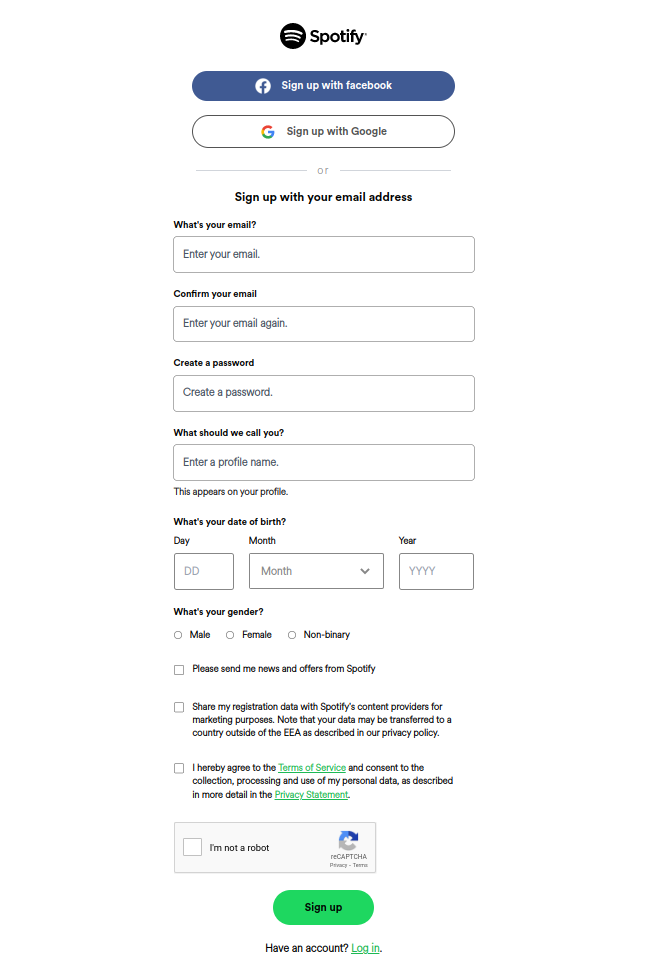 Spotify
Sign up with facebook
Sign up with Google
or
Sign up with your email address
What's your email?
Enter your email.
Confirm your email
Enter your email again.
Create a password
Create a password.
What should we call you?
Enter a profile name.
This appears on your profile.
What's your date of birth?
Day Month Year
DD Month YYYY
What's your gender?
Male Female Non-binary
Please send me news and offers from Spotify
Share my registration data with Spotify's content providers for
marketing purposes. Note that your data may be transferred to a
country outside of the EEA as described in our privacy policy.
I hereby agree to the Terms of Service and consent to the
collection, processing and use of my personal data, as described
in more detail in the Privacy Statement.
I'm not a robot
reCAPTCHA
Privacy - Terms
Sign up
Have an account? Log in.